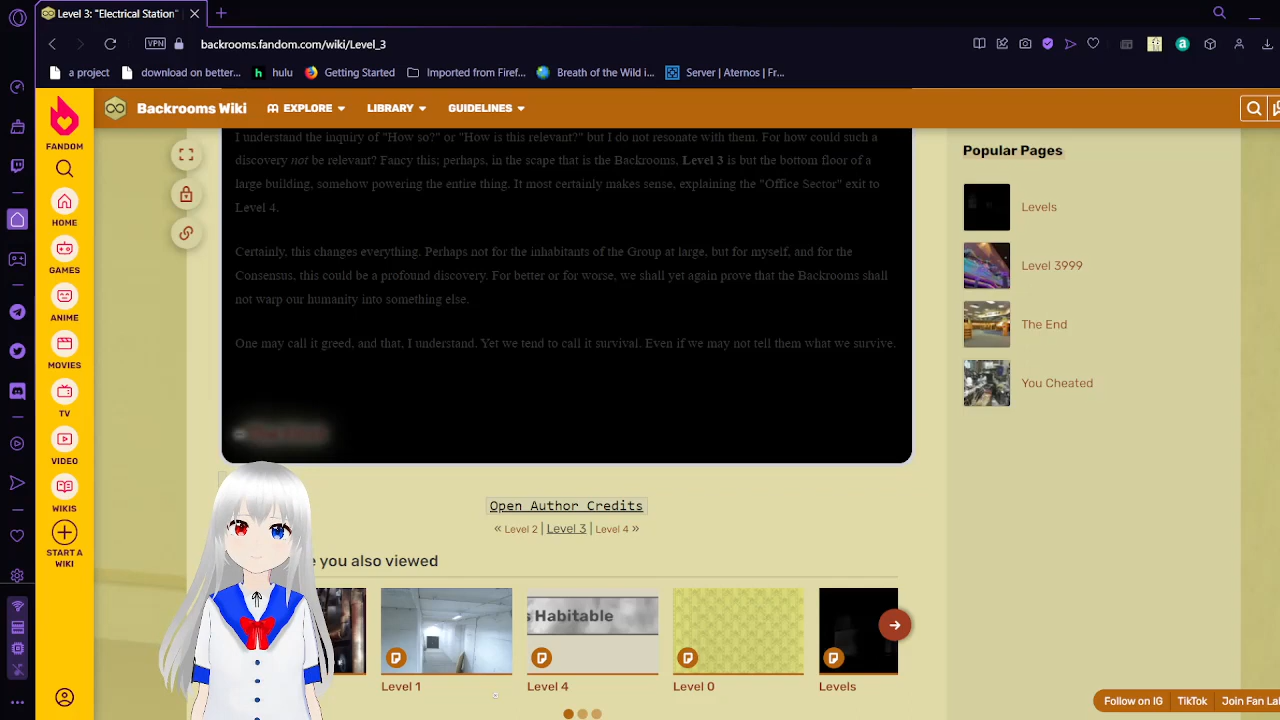 Level 3: "Electrical Station"
VPN
backrooms.fandom.com/wiki/Level_3
a project
download on better...
hulu
Getting Started
Imported from Firef...
Breath of the Wild i...
Server | Aternos | Fr...
FANDOM
HOME
GAMES
ANIME
MOVIES
TV
VIDEO
WIKIS
START A
WIKI
Backrooms Wiki
EXPLORE
LIBRARY
GUIDELINES
I understand the inquiry of "How so?" or "How is this relevant?" but I do not resonate with them. For how could such a
discovery not be relevant? Fancy this; perhaps, in the scape that is the Backrooms, Level 3 is but the bottom floor of a
large building, somehow powering the entire thing. It most certainly makes sense, explaining the "Office Sector" exit to
Level 4.
Certainly, this changes everything. Perhaps not for the inhabitants of the Group at large, but for myself, and for the
Consensus, this could be a profound discovery. For better or for worse, we shall yet again prove that the Backrooms shall
not warp our humanity into something else.
One may call it greed, and that, I understand. Yet we tend to call it survival. Even if we may not tell them what we survive.
Open Author Credits
« Level 2 | Level 3 | Level 4 »
you also viewed
s Habitable
Level 1
Level 4
Level 0
Levels
Popular Pages
Levels
Level 3999
The End
You Cheated
Follow on IG
TikTok
Join Fan La